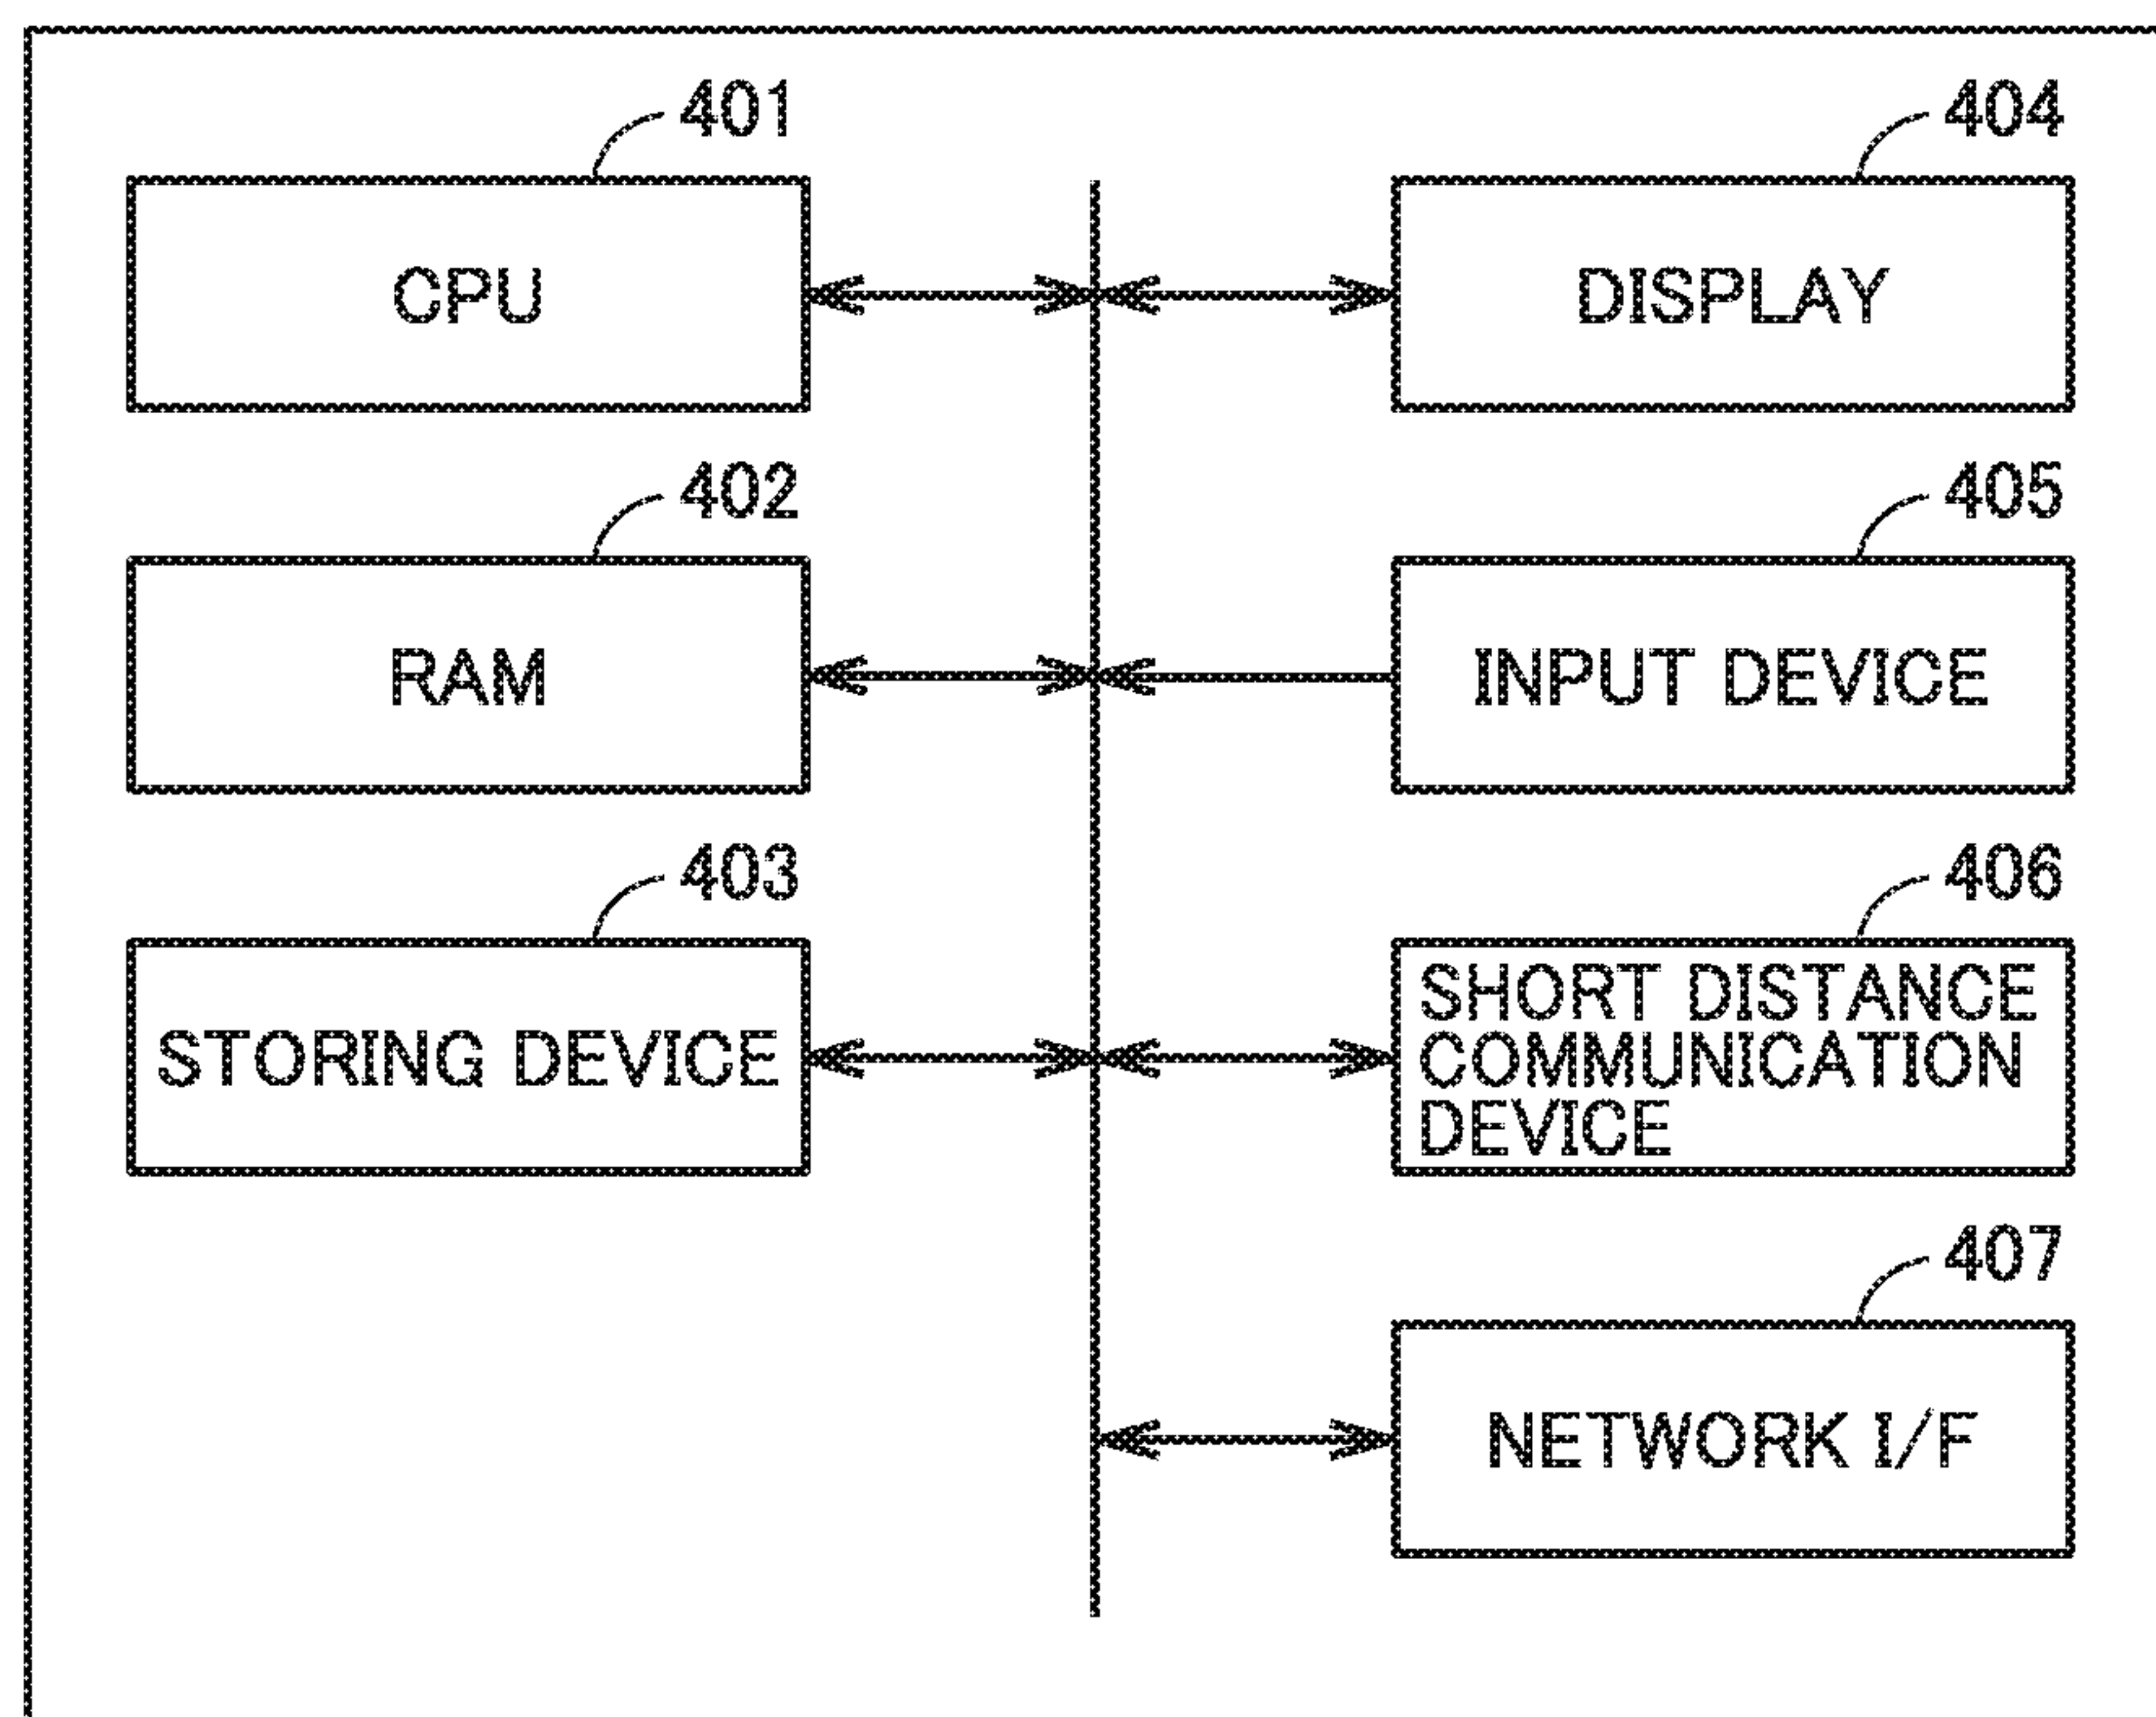 401
CPU
404
DISPLAY
402
RAM
405
INPUT DEVICE
403
STORING DEVICE
406
SHORT DISTANCE
COMMUNICATION
DEVICE
407
NETWORK I/F